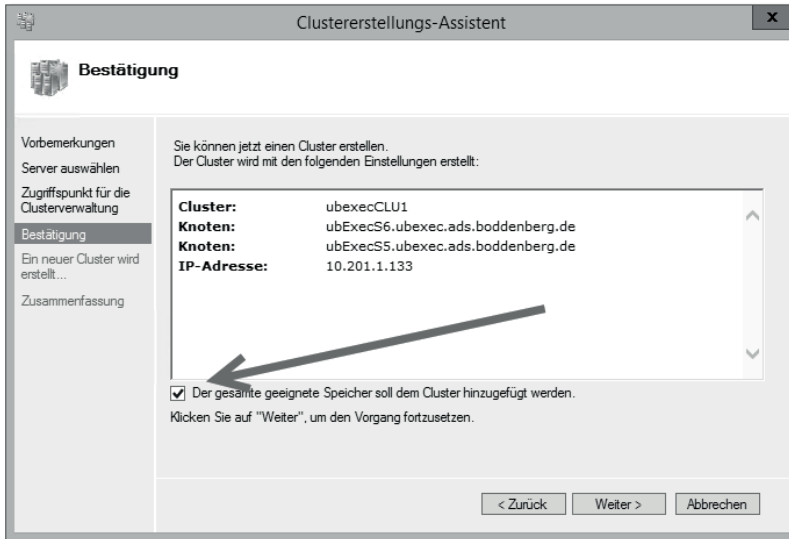 Clustererstellungs-Assistent
x
Bestätigung
Vorbemerkungen
Server auswählen
Zugriffspunkt für die
Clusterverwaltung
Bestätigung
Ein neuer Cluster wird
erstellt...
Zusammenfassung
Sie können jetzt einen Cluster erstellen.
Der Cluster wird mit den folgenden Einstellungen erstellt:
Cluster: ubexecCLU1
Knoten: ubExecS6.ubexec.ads.boddenberg.de
Knoten: ubExecS5.ubexec.ads.boddenberg.de
IP-Adresse: 10.201.1.133
Der gesamte geeignete Speicher soll dem Cluster hinzugefügt werden.
Klicken Sie auf "Weiter", um den Vorgang fortzusetzen.
< Zurück Weiter > Abbrechen